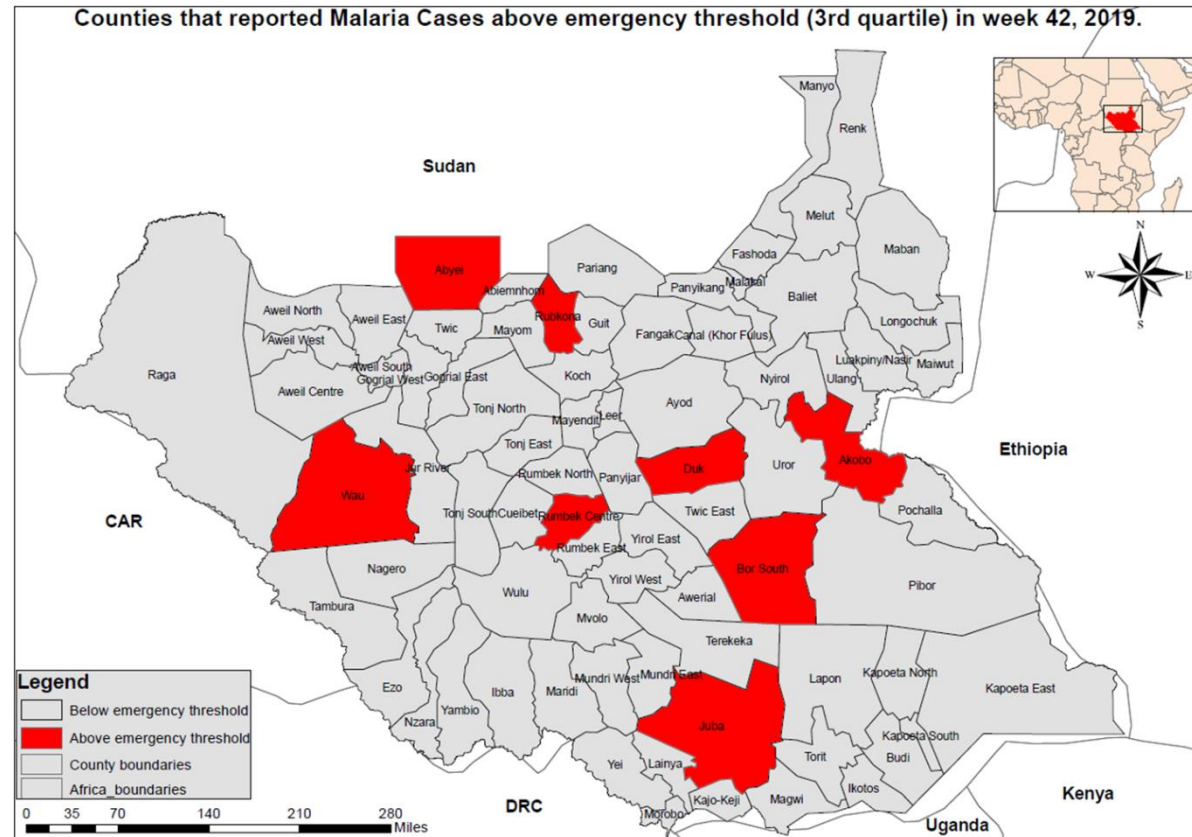 Counties that reported Malaria Cases above emergency threshold (3rd quartile) in week 42, 2019.
Manyo
Renk
Sudan
Melut
Maban
Fashoda
Abyei
Pariang
Abiemnhom
Panyikang
Malakal
Baliet
Aweil North
Aweil East
Twic
Mayom
Rubkona
Guit
Fangak
Canal (Khor Fulus)
Longochuk
Aweil West
Luakpiny/Nasir
Maiwut
Raga
Aweil South
Gogrial West
Gogrial East
Koch
Nyirol
Ulang
Aweil Centre
Tonj North
Mayendit
Leer
Ayod
Tonj East
Ethiopia
Jur River
Rumbek North
Panyijar
Duk
Uror
Akobo
Wau
CAR
Tonj South
Cueibet
Rumbek Centre
Twic East
Pochalla
Rumbek East
Yirol East
Bor South
Nagero
Wulu
Yirol West
Awerial
Pibor
Tambura
Mvolo
Terekeka
Mundri West
Mundri East
Lapon
Kapoeta North
Kapoeta East
Ezo
Ibba
Maridi
Nzara
Yambio
Juba
Kapoeta South
Yei
Lainya
Torit
Budi
Ikotos
Morobo
Kajo-Keji
Magwi
DRC
Uganda
Kenya
N
W
E
S
Legend
Below emergency threshold
Above emergency threshold
County boundaries
Africa_boundaries
0 35 70 140 210 280
Miles